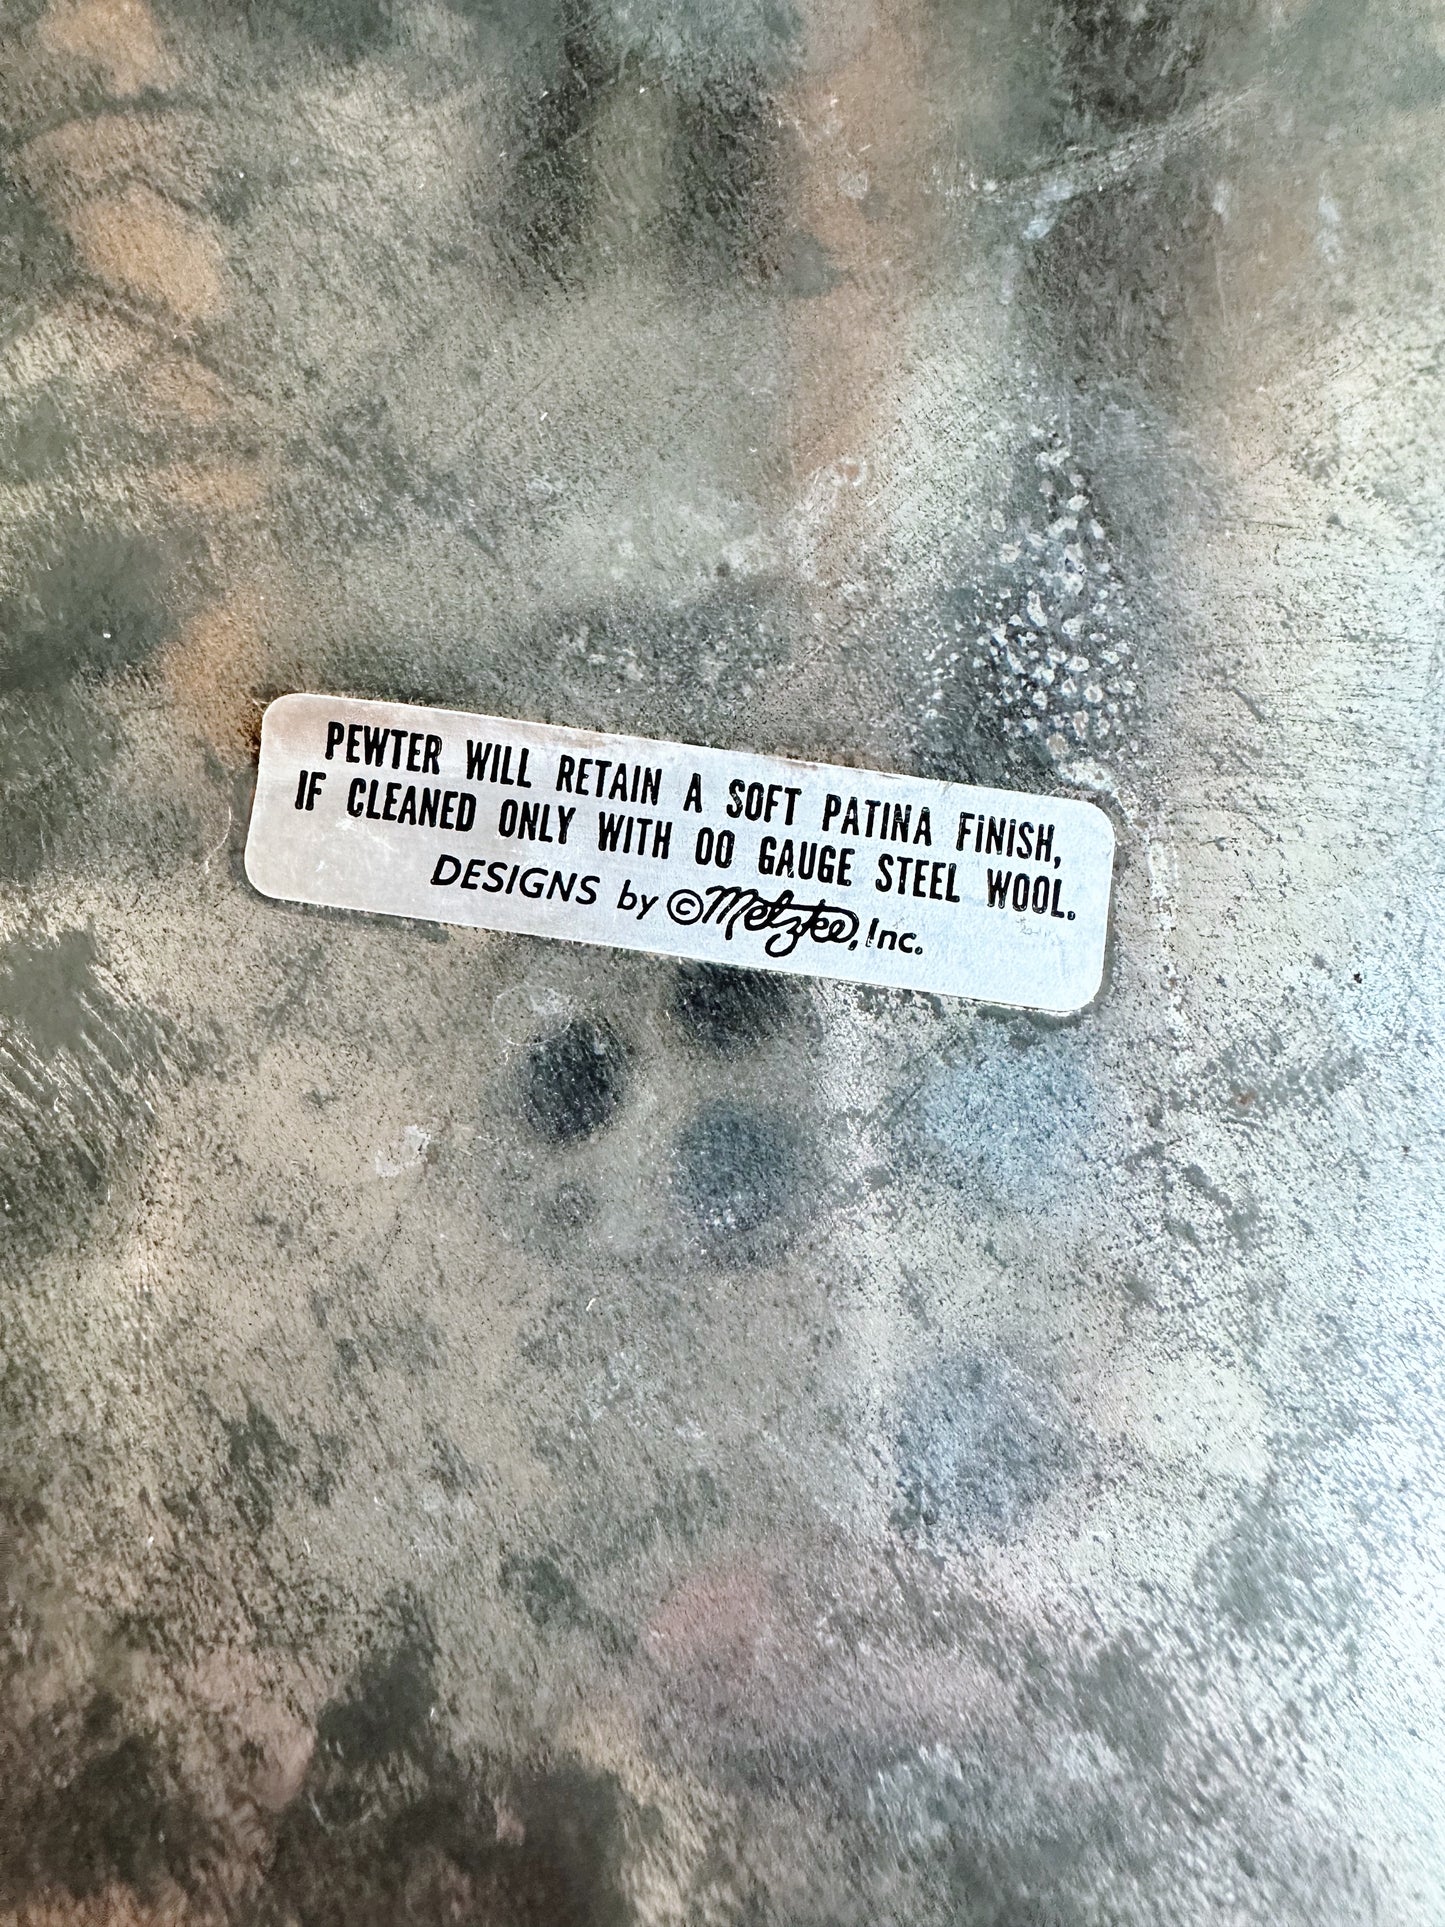 PEWTER WILL RETAIN A SOFT PATINA FINISH,
IF CLEANED ONLY WITH 00 GAUGE STEEL WOOL.
DESIGNS by © Metzke, Inc.